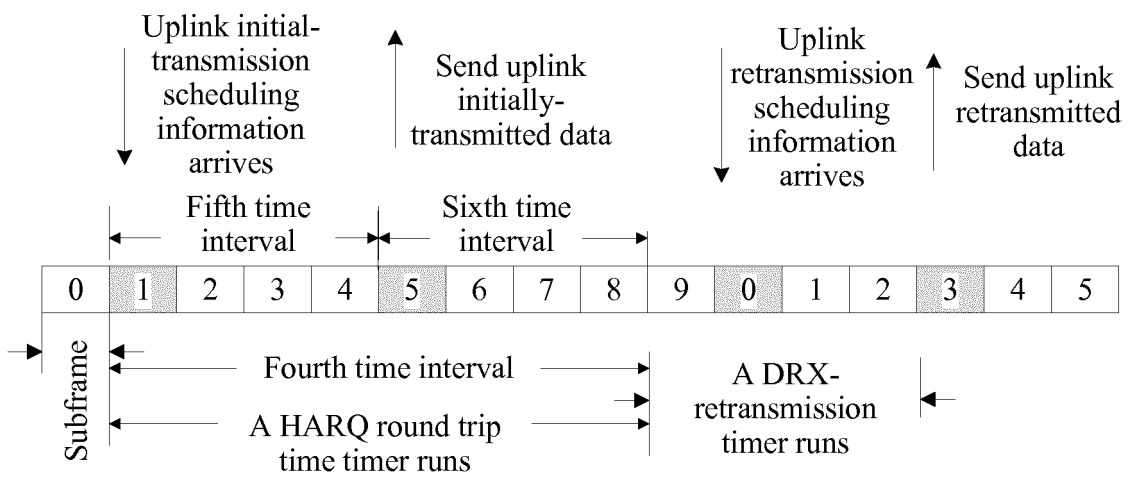 Uplink initial-
transmission
scheduling
information
arrives
Send uplink
initially-
transmitted data
Uplink
retransmission
scheduling
information
arrives
Send uplink
retransmitted
data
Fifth time
interval
Sixth time
interval
0 1 2 3 4 5 6 7 8 9 0 1 2 3 4 5
Subframe
Fourth time interval
A HARQ round trip
time timer runs
A DRX-
retransmission
timer runs